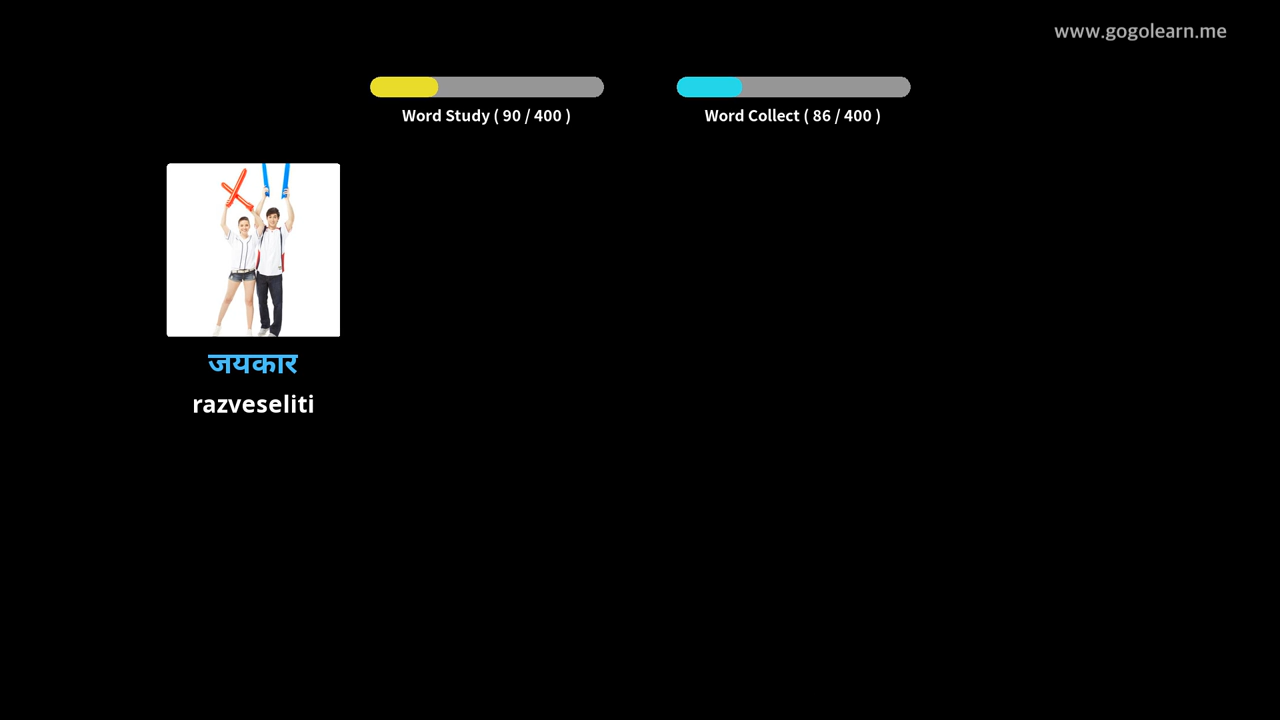 www.gogolearn.me
Word Study ( 90 / 400 )
Word Collect ( 86 / 400 )
जयकार
razveseliti